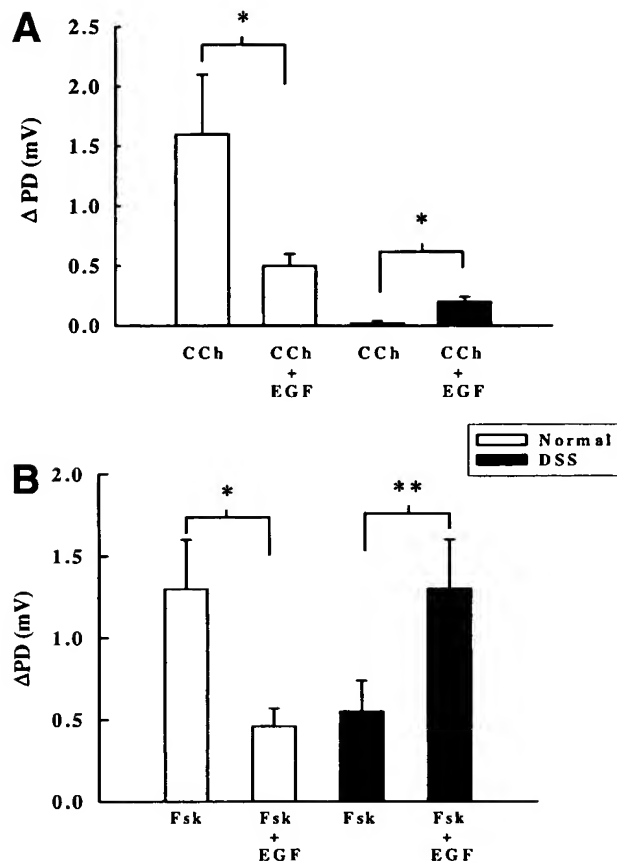 A
*
2.5
2.0
*
1.5
Δ PD (mV)
1.0
0.5
0.0
CCh CCh CCh CCh
+ +
EGF EGF
Normal
DSS
B
2.0
* **
1.5
ΔPD (mV)
1.0
0.5
0.0
Fsk Fsk Fsk Fsk
+ +
EGF EGF